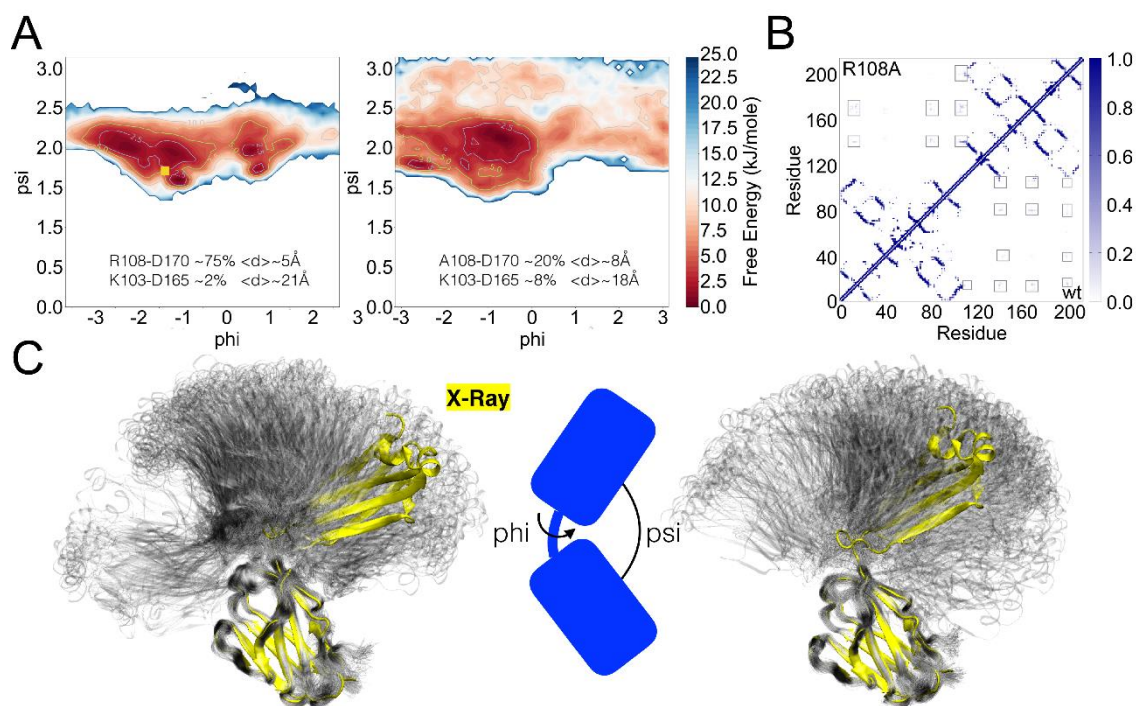 A
3.0
2.5
2.0
1.5
psi
1.0
0.5
0.0
-3 -2 -1 0 1 2 3
phi
R108-D170 ~75% <d>~5Å
K103-D165 ~2% <d>~21Å
3.0
2.5
2.0
1.5
psi
1.0
0.5
0.0
-3 -2 -1 0 1 2 3
phi
A108-D170 ~20% <d>~8Å
K103-D165 ~8% <d>~18Å
25.0
22.5
20.0
17.5
15.0
12.5
10.0
7.5
5.0
2.5
0.0
Free Energy (kJ/mole)
B
R108A
200
160
120
80
40
0
Residue
0 40 80 120 160 200
Residue
wt
1.0
0.8
0.6
0.4
0.2
0.0
C
X-Ray
phi
psi